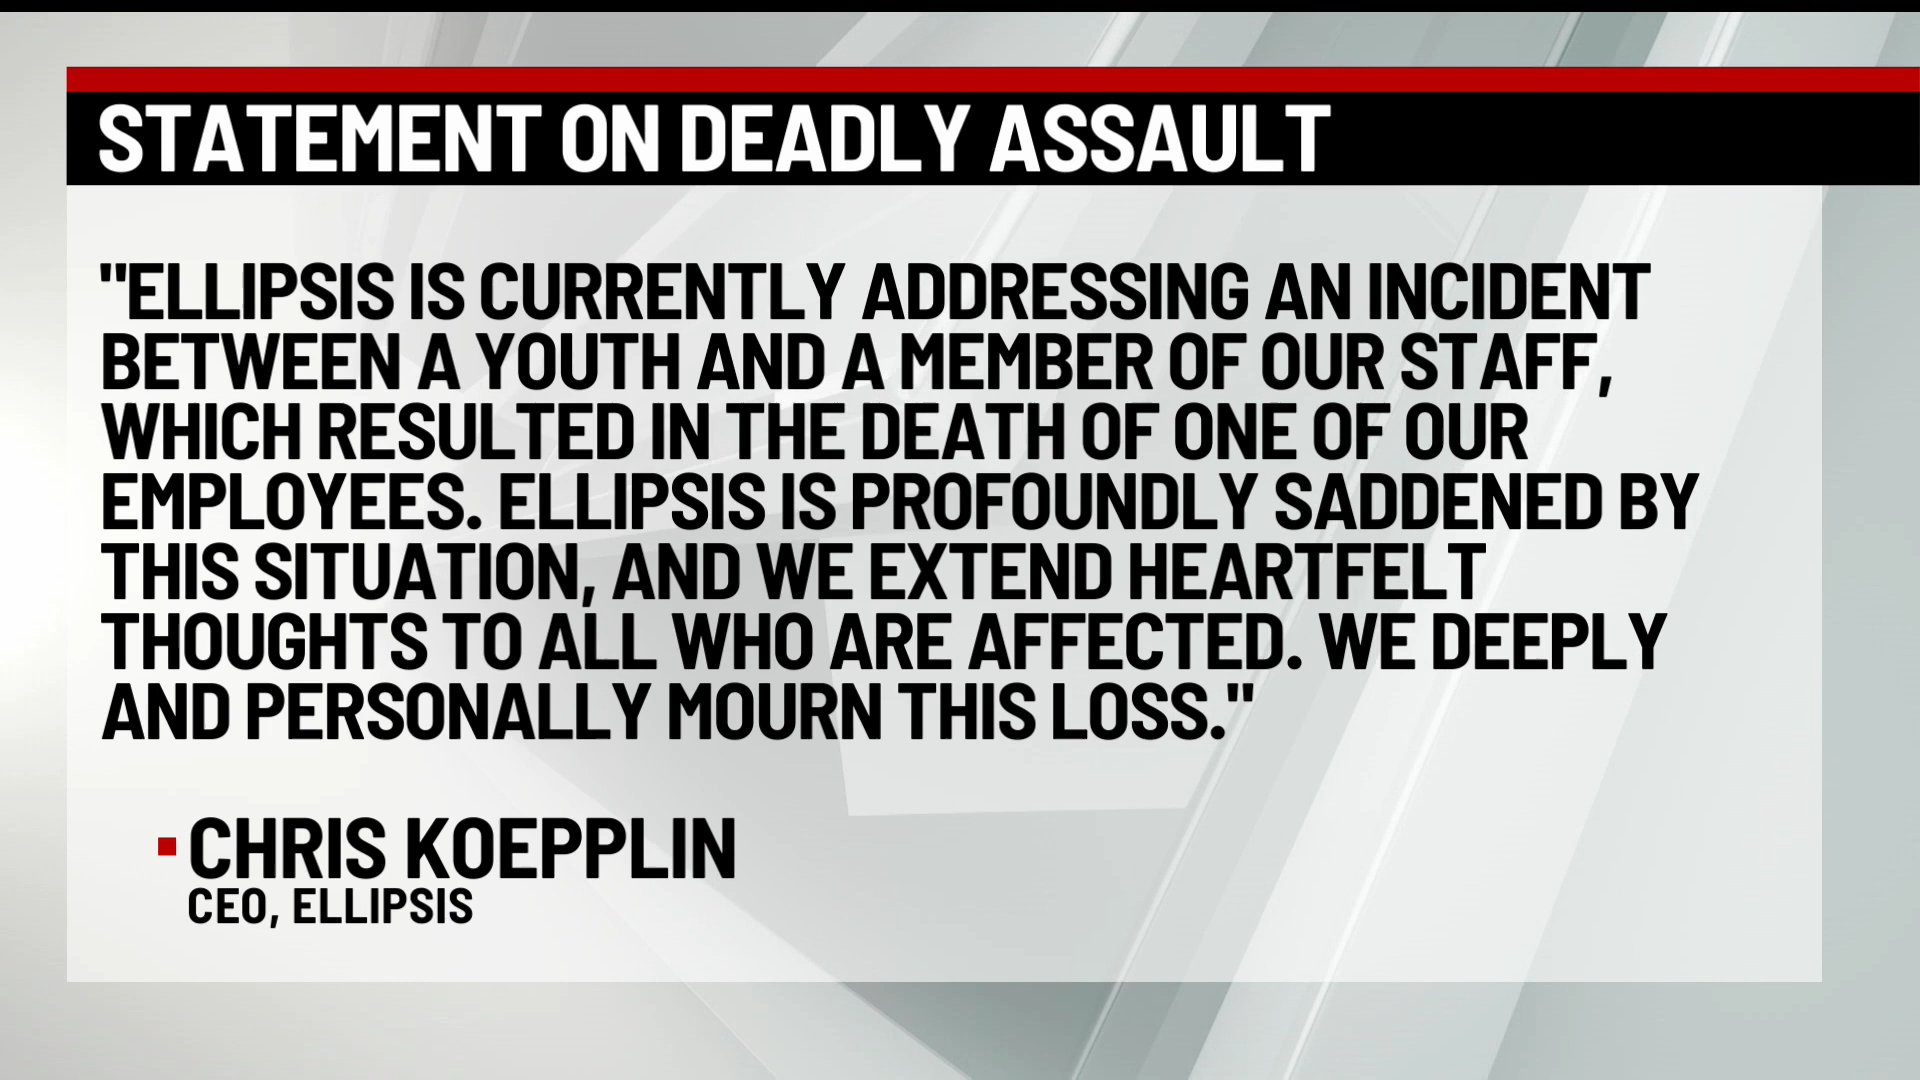 STATEMENT ON DEADLY ASSAULT
"ELLIPSIS IS CURRENTLY ADDRESSING AN INCIDENT
BETWEEN A YOUTH AND A MEMBER OF OUR STAFF,
WHICH RESULTED IN THE DEATH OF ONE OF OUR
EMPLOYEES. ELLIPSIS IS PROFOUNDLY SADDENED BY
THIS SITUATION, AND WE EXTEND HEARTFELT
THOUGHTS TO ALL WHO ARE AFFECTED. WE DEEPLY
AND PERSONALLY MOURN THIS LOSS."
CHRIS KOEPPLIN
CEO, ELLIPSIS